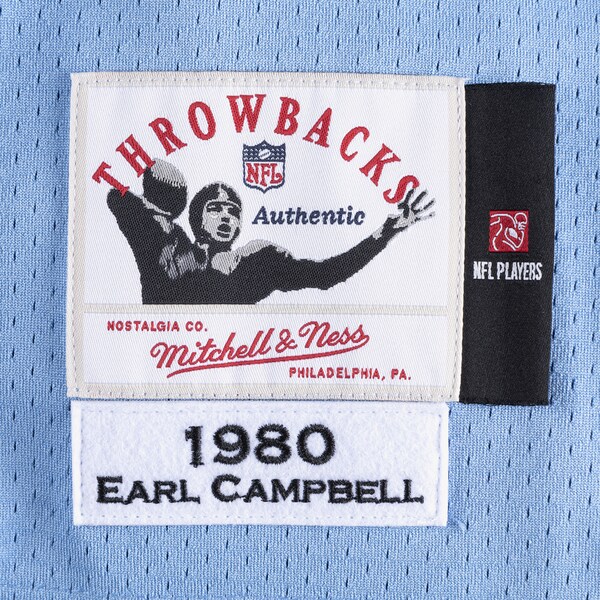 THROWBACKS
NFL
Authentic
NFL PLAYERS
NOSTALGIA CO.
Mitchell & Ness
PHILADELPHIA, PA.
1980
EARL CAMPBELL